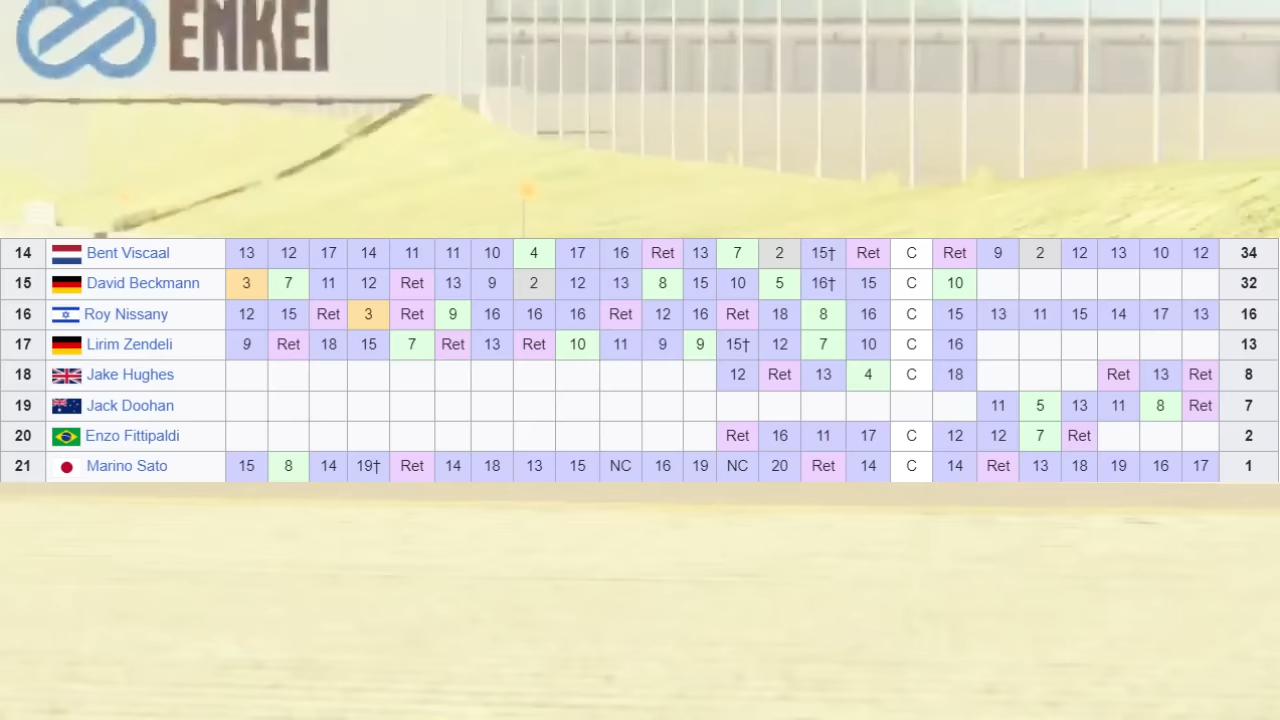 ENKEI
14 Bent Viscaal 13 12 17 14 11 11 10 4 17 16 Ret 13 7 2 15† Ret C Ret 9 2 12 13 10 12 34
15 David Beckmann 3 7 11 12 Ret 13 9 2 12 13 8 15 10 5 16† 15 C 10 32
16 Roy Nissany 12 15 Ret 3 Ret 9 16 16 16 Ret 12 16 Ret 18 8 16 C 15 13 11 15 14 17 13 16
17 Lirim Zendeli 9 Ret 18 15 7 Ret 13 Ret 10 11 9 9 15† 12 7 10 C 16 13
18 Jake Hughes 12 Ret 13 4 C 18 Ret 13 Ret 8
19 Jack Doohan 11 5 13 11 8 Ret 7
20 Enzo Fittipaldi Ret 16 11 17 C 12 12 7 Ret 2
21 Marino Sato 15 8 14 19† Ret 14 18 13 15 NC 16 19 NC 20 Ret 14 C 14 Ret 13 18 19 16 17 1